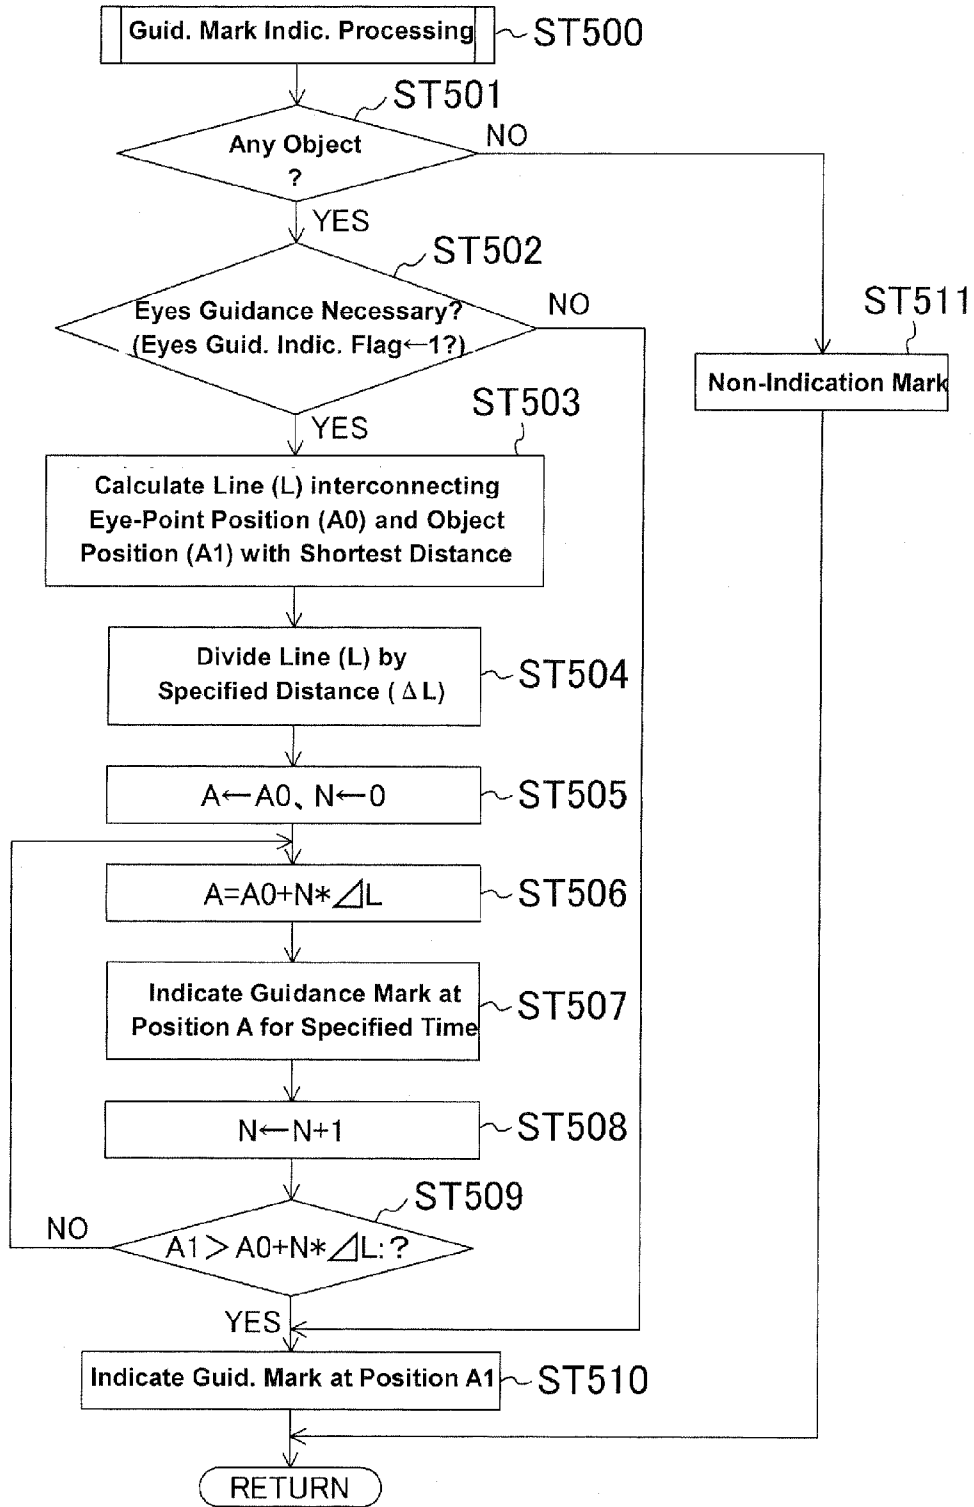 Guid. Mark Indic. Processing
ST500
ST501
Any Object
?
NO
YES
ST502
Eyes Guidance Necessary?
(Eyes Guid. Indic. Flag←1?)
NO
ST511
Non-Indication Mark
YES
ST503
Calculate Line (L) interconnecting
Eye-Point Position (A0) and Object
Position (A1) with Shortest Distance
Divide Line (L) by
Specified Distance (ΔL)
ST504
A←A0、N←0
ST505
A=A0+N*⊿L
ST506
Indicate Guidance Mark at
Position A for Specified Time
ST507
N←N+1
ST508
ST509
A1>A0+N*⊿L:?
NO
YES
Indicate Guid. Mark at Position A1
ST510
RETURN